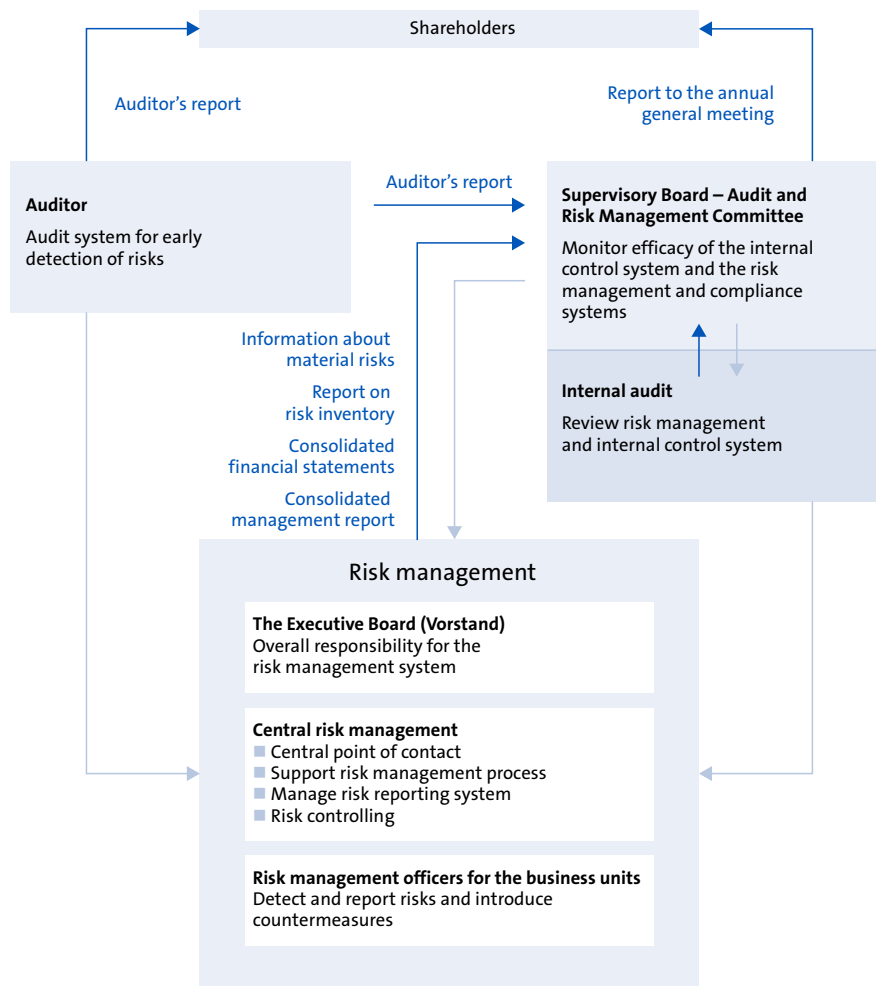 Shareholders
Auditor’s report
Report to the annual
general meeting
Auditor
Audit system for early
detection of risks
Auditor’s report
Supervisory Board – Audit and
Risk Management Committee
Monitor efficacy of the internal
control system and the risk
management and compliance
systems
Information about
material risks
Report on
risk inventory
Consolidated
financial statements
Consolidated
management report
Internal audit
Review risk management
and internal control system
Risk management
The Executive Board (Vorstand)
Overall responsibility for the
risk management system
Central risk management
Central point of contact
Support risk management process
Manage risk reporting system
Risk controlling
Risk management officers for the business units
Detect and report risks and introduce
countermeasures